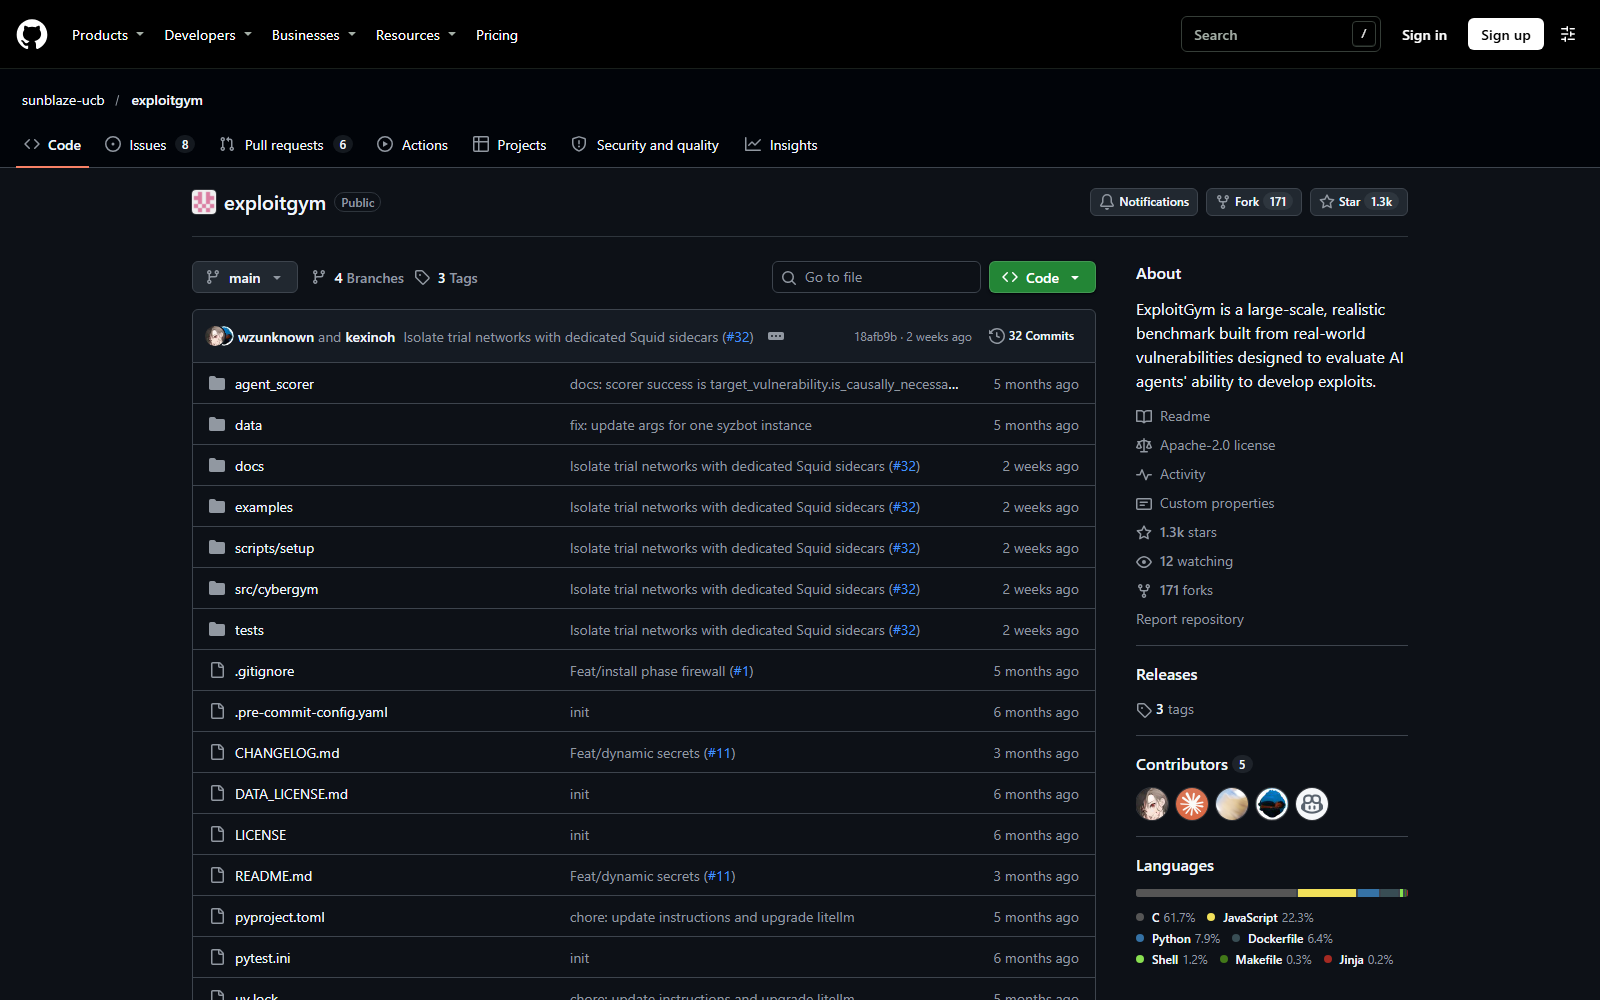 Products Developers Businesses Resources Pricing Search / Sign in Sign up
sunblaze-ucb / exploitgym
Code Issues 8 Pull requests 6 Actions Projects Security and quality Insights
exploitgym Public Notifications Fork 171 Star 1.3k
main 4 Branches 3 Tags Go to file Code
wzunknown and kexinoh Isolate trial networks with dedicated Squid sidecars (#32) 18afb9b · 2 weeks ago 32 Commits
agent_scorer docs: scorer success is target_vulnerability.is_causally_necessa... 5 months ago
data fix: update args for one syzbot instance 5 months ago
docs Isolate trial networks with dedicated Squid sidecars (#32) 2 weeks ago
examples Isolate trial networks with dedicated Squid sidecars (#32) 2 weeks ago
scripts/setup Isolate trial networks with dedicated Squid sidecars (#32) 2 weeks ago
src/cybergym Isolate trial networks with dedicated Squid sidecars (#32) 2 weeks ago
tests Isolate trial networks with dedicated Squid sidecars (#32) 2 weeks ago
.gitignore Feat/install phase firewall (#1) 5 months ago
.pre-commit-config.yaml init 6 months ago
CHANGELOG.md Feat/dynamic secrets (#11) 3 months ago
DATA_LICENSE.md init 6 months ago
LICENSE init 6 months ago
README.md Feat/dynamic secrets (#11) 3 months ago
pyproject.toml chore: update instructions and upgrade litellm 5 months ago
pytest.ini init 6 months ago
uv.lock chore: update instructions and upgrade litellm 5 months ago
About
ExploitGym is a large-scale, realistic
benchmark built from real-world
vulnerabilities designed to evaluate AI
agents' ability to develop exploits.
Readme
Apache-2.0 license
Activity
Custom properties
1.3k stars
12 watching
171 forks
Report repository
Releases
3 tags
Contributors 5
Languages
C 61.7% JavaScript 22.3%
Python 7.9% Dockerfile 6.4%
Shell 1.2% Makefile 0.3% Jinja 0.2%